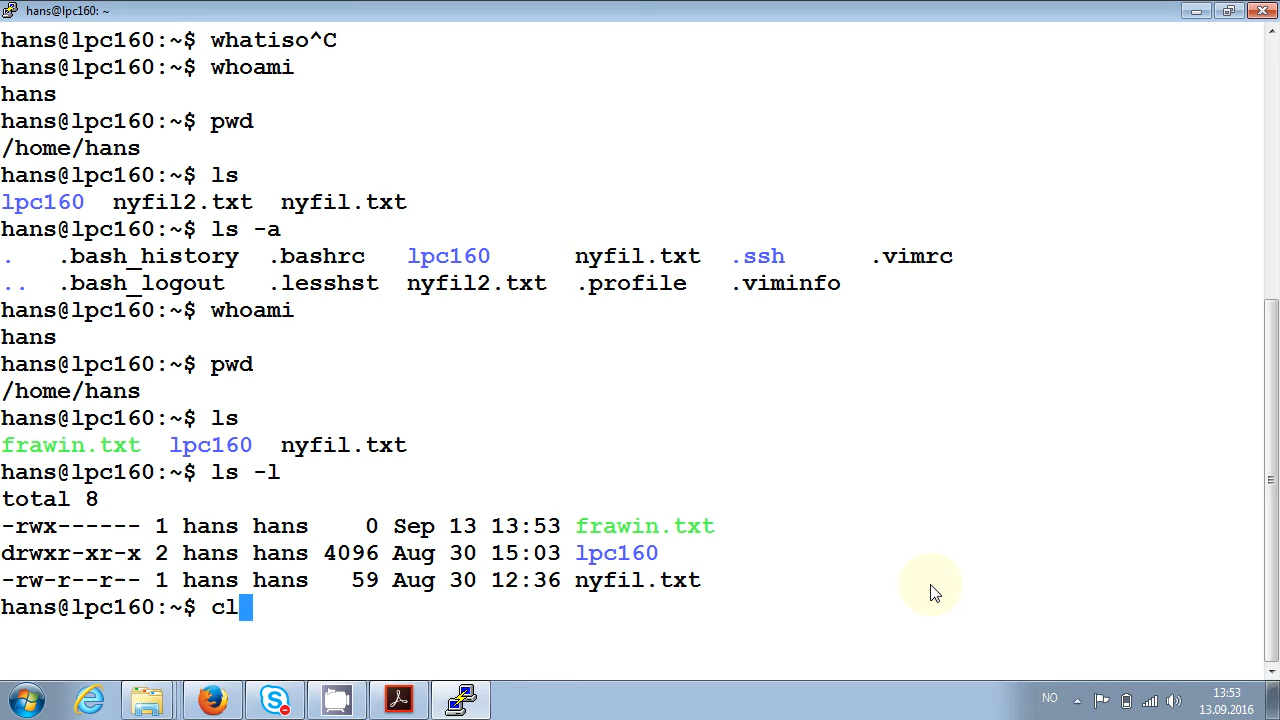 hans@lpc160: ~
hans@lpc160:~$ whatiso^C
hans@lpc160:~$ whoami
hans
hans@lpc160:~$ pwd
/home/hans
hans@lpc160:~$ ls
lpc160  nyfil2.txt  nyfil.txt
hans@lpc160:~$ ls -a
.   .bash_history  .bashrc   lpc160      nyfil.txt  .ssh      .vimrc
..  .bash_logout   .lesshst  nyfil2.txt  .profile   .viminfo
hans@lpc160:~$ whoami
hans
hans@lpc160:~$ pwd
/home/hans
hans@lpc160:~$ ls
frawin.txt  lpc160  nyfil.txt
hans@lpc160:~$ ls -l
total 8
-rwx------ 1 hans hans    0 Sep 13 13:53 frawin.txt
drwxr-xr-x 2 hans hans 4096 Aug 30 15:03 lpc160
-rw-r--r-- 1 hans hans   59 Aug 30 12:36 nyfil.txt
hans@lpc160:~$ cl
NO
13:53
13.09.2016